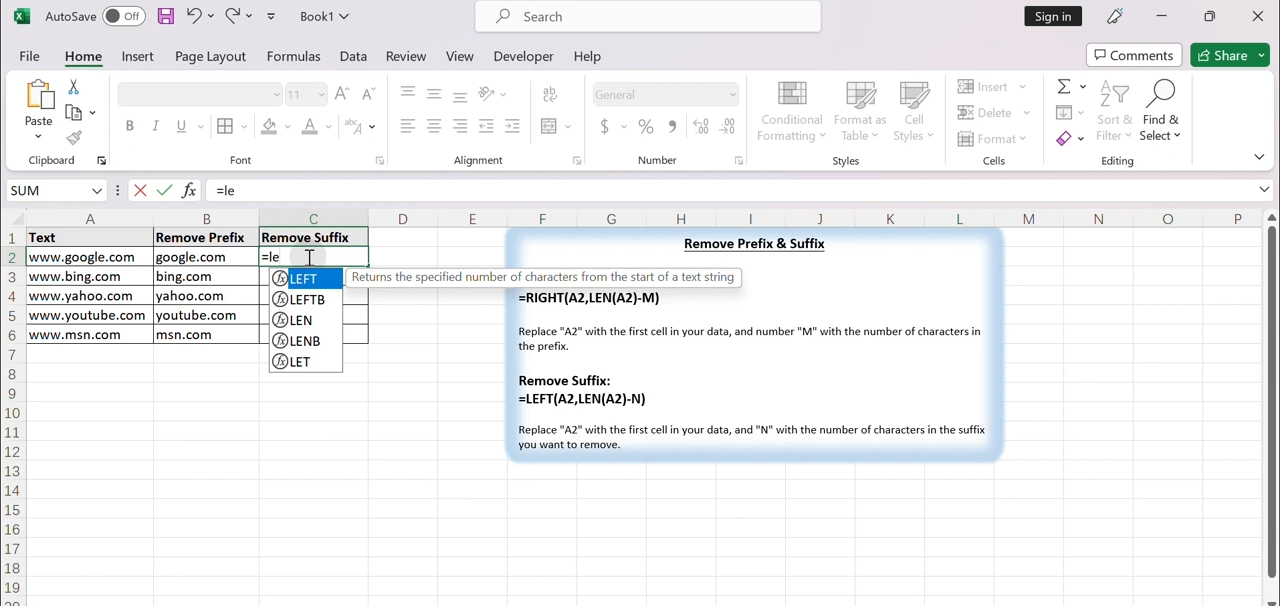 AutoSave Off Book1 Search Sign in
File Home Insert Page Layout Formulas Data Review View Developer Help Comments Share
Paste
11
General
Conditional Formatting
Format as Table
Cell Styles
Insert
Delete
Format
Sort & Filter
Find & Select
Clipboard Font Alignment Number Styles Cells Editing
SUM =le
A B C D E F G H I J K L M N O P
1 Text Remove Prefix Remove Suffix
2 www.google.com google.com =le
3 www.bing.com bing.com
4 www.yahoo.com yahoo.com
5 www.youtube.com youtube.com
6 www.msn.com msn.com
7
8
9
10
11
12
13
14
15
16
17
18
19
LEFT
LEFTB
LEN
LENB
LET
Returns the specified number of characters from the start of a text string
Remove Prefix & Suffix
=RIGHT(A2,LEN(A2)-M)
Replace "A2" with the first cell in your data, and number "M" with the number of characters in
the prefix.
Remove Suffix:
=LEFT(A2,LEN(A2)-N)
Replace "A2" with the first cell in your data, and "N" with the number of characters in the suffix
you want to remove.